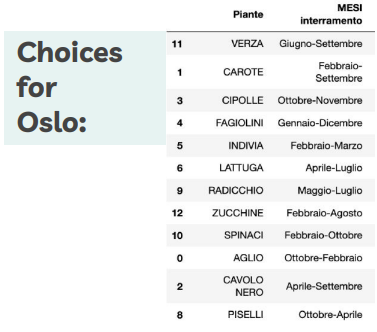 Choices
for
Oslo:
Piante MESI
interramento
11 VERZA Giugno-Settembre
1 CAROTE Febbraio-
Settembre
3 CIPOLLE Ottobre-Novembre
4 FAGIOLINI Gennaio-Dicembre
5 INDIVIA Febbraio-Marzo
6 LATTUGA Aprile-Luglio
9 RADICCHIO Maggio-Luglio
12 ZUCCHINE Febbraio-Agosto
10 SPINACI Febbraio-Ottobre
0 AGLIO Ottobre-Febbraio
2 CAVOLO
NERO Aprile-Settembre
8 PISELLI Ottobre-Aprile